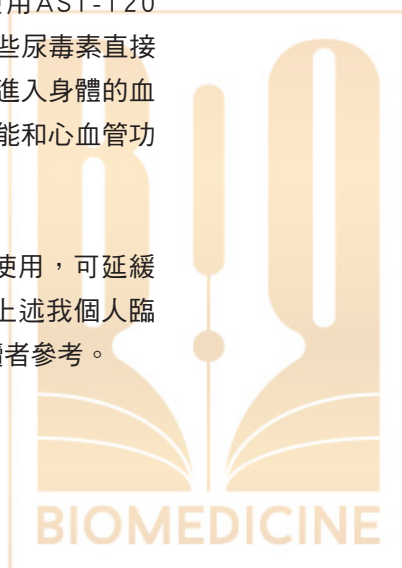 使用AST-120
些尿毒素直接
進入身體的血
能和心血管功
使用，可延緩
上述我個人臨
讀者參考。
BIOMEDICINE